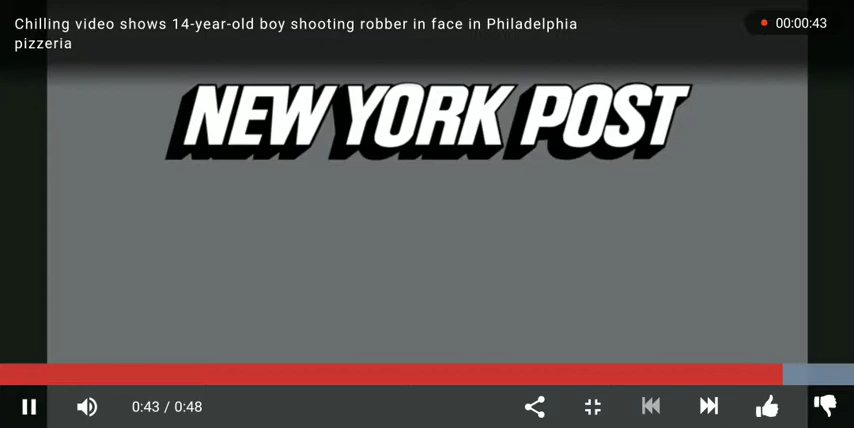 Chilling video shows 14-year-old boy shooting robber in face in Philadelphia
pizzeria
00:00:43
NEW YORK POST
0:43 / 0:48